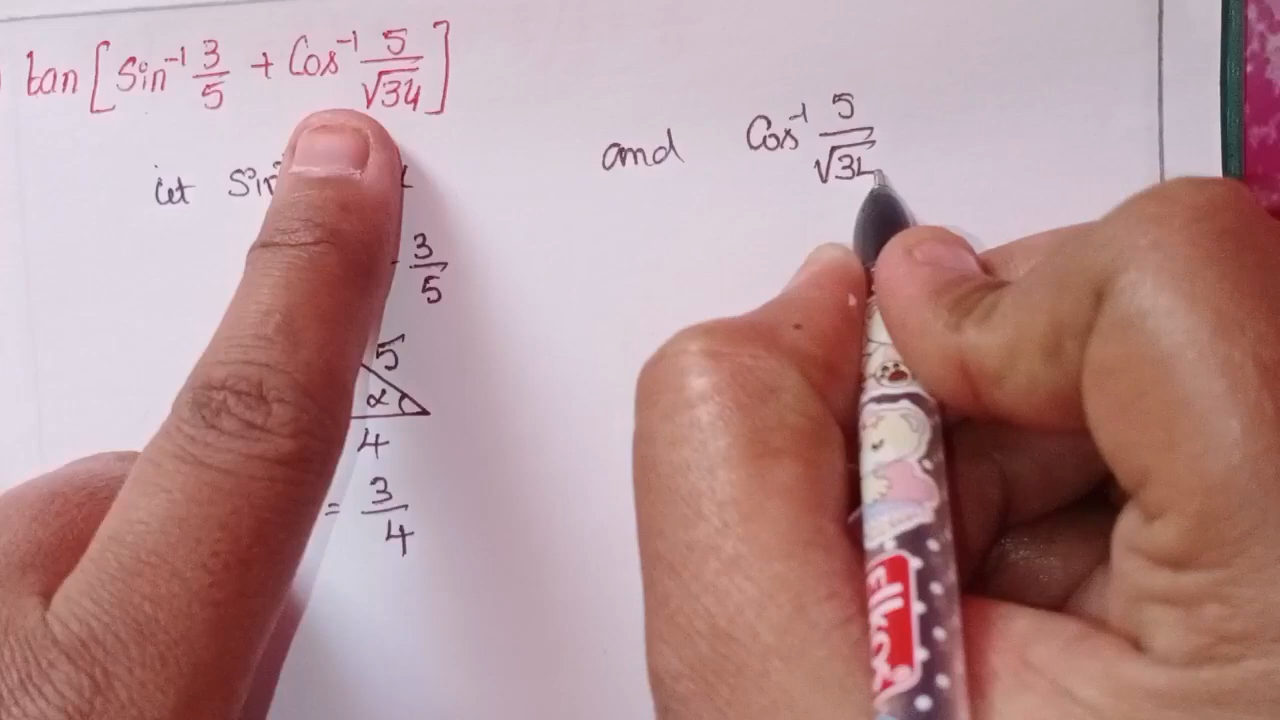 tan [Sin⁻¹ 3/5 + Cos⁻¹ 5/√34]
let Sin
3/5
5
α
4
= 3/4
and Cos⁻¹ 5/√34
elkos